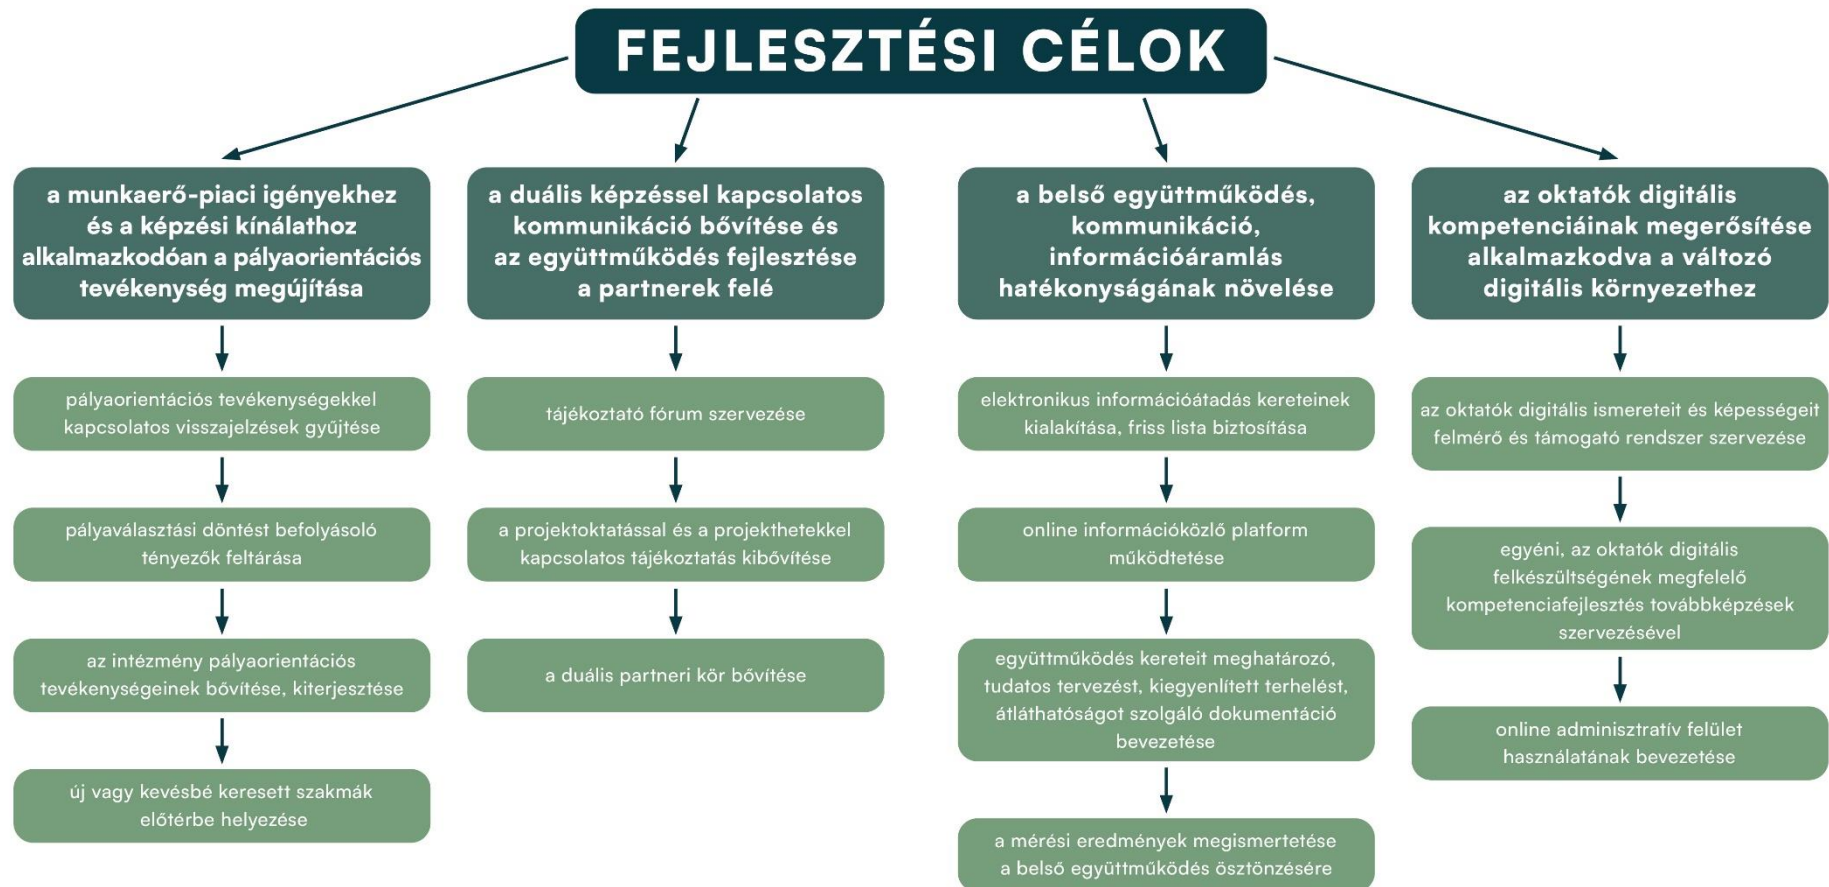 FEJLESZTÉSI CÉLOK
a munkaerő-piaci igényekhez
és a képzési kínálathoz
alkalmazkodóan a pályaorientációs
tevékenység megújítása
pályaorientációs tevékenységekkel
kapcsolatos visszajelzések gyűjtése
pályaválasztási döntést befolyásoló
tényezők feltárása
az intézmény pályaorientációs
tevékenységeinek bővítése, kiterjesztése
új vagy kevésbé keresett szakmák
előtérbe helyezése
a duális képzéssel kapcsolatos
kommunikáció bővítése és
az együttműködés fejlesztése
a partnerek felé
tájékoztató fórum szervezése
a projektoktatással és a projekthetekkel
kapcsolatos tájékoztatás kibővítése
a duális partneri kör bővítése
a belső együttműködés,
kommunikáció,
információáramlás
hatékonyságának növelése
elektronikus információátadás kereteinek
kialakítása, friss lista biztosítása
online információközlő platform
működtetése
együttműködés kereteit meghatározó,
tudatos tervezést, kiegyenlített terhelést,
átláthatóságot szolgáló dokumentáció
bevezetése
a mérési eredmények megismertetése
a belső együttműködés ösztönzésére
az oktatók digitális
kompetenciáinak megerősítése
alkalmazkodva a változó
digitális környezethez
az oktatók digitális ismereteit és képességeit
felmérő és támogató rendszer szervezése
egyéni, az oktatók digitális
felkészültségének megfelelő
kompetenciafejlesztés továbbképzések
szervezésével
online adminisztratív felület
használatának bevezetése